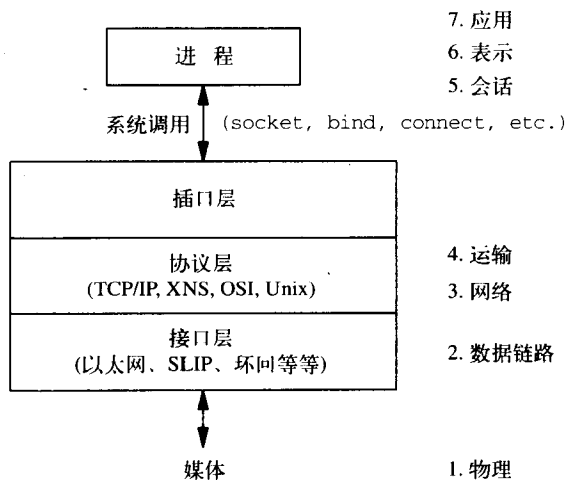 7. 应用
进 程
6. 表示
5. 会话
系统调用 (socket, bind, connect, etc.)
插口层
协议层
4. 运输
(TCP/IP, XNS, OSI, Unix)
3. 网络
接口层
(以太网、SLIP、环回等等)
2. 数据链路
媒体
1. 物理